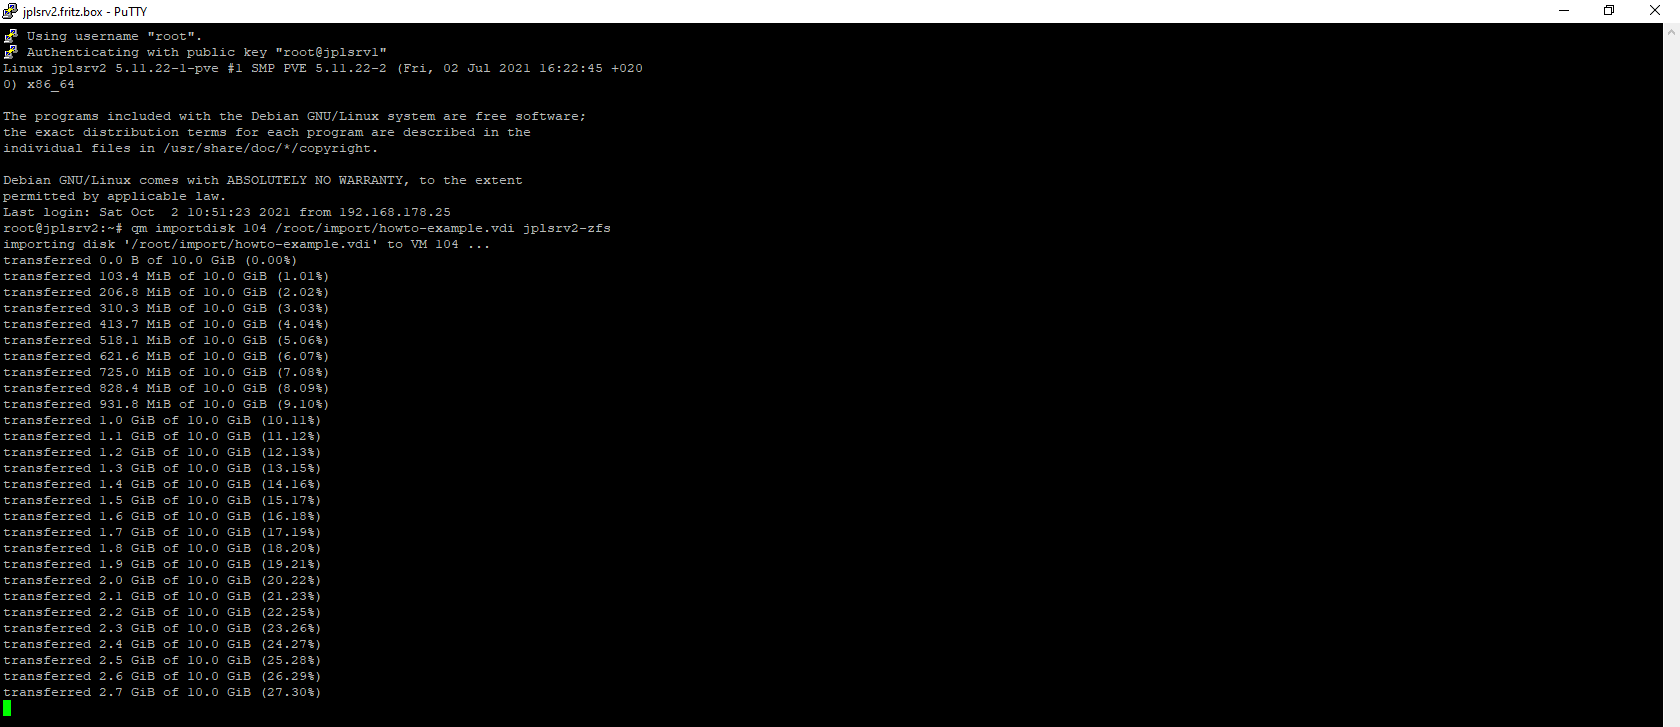 jplsrv2.fritz.box - PuTTY
Using username "root".
Authenticating with public key "root@jplsrv1"
Linux jplsrv2 5.11.22-1-pve #1 SMP PVE 5.11.22-2 (Fri, 02 Jul 2021 16:22:45 +020
0) x86_64
The programs included with the Debian GNU/Linux system are free software;
the exact distribution terms for each program are described in the
individual files in /usr/share/doc/*/copyright.
Debian GNU/Linux comes with ABSOLUTELY NO WARRANTY, to the extent
permitted by applicable law.
Last login: Sat Oct  2 10:51:23 2021 from 192.168.178.25
root@jplsrv2:~# qm importdisk 104 /root/import/howto-example.vdi jplsrv2-zfs
importing disk '/root/import/howto-example.vdi' to VM 104 ...
transferred 0.0 B of 10.0 GiB (0.00%)
transferred 103.4 MiB of 10.0 GiB (1.01%)
transferred 206.8 MiB of 10.0 GiB (2.02%)
transferred 310.3 MiB of 10.0 GiB (3.03%)
transferred 413.7 MiB of 10.0 GiB (4.04%)
transferred 518.1 MiB of 10.0 GiB (5.06%)
transferred 621.6 MiB of 10.0 GiB (6.07%)
transferred 725.0 MiB of 10.0 GiB (7.08%)
transferred 828.4 MiB of 10.0 GiB (8.09%)
transferred 931.8 MiB of 10.0 GiB (9.10%)
transferred 1.0 GiB of 10.0 GiB (10.11%)
transferred 1.1 GiB of 10.0 GiB (11.12%)
transferred 1.2 GiB of 10.0 GiB (12.13%)
transferred 1.3 GiB of 10.0 GiB (13.15%)
transferred 1.4 GiB of 10.0 GiB (14.16%)
transferred 1.5 GiB of 10.0 GiB (15.17%)
transferred 1.6 GiB of 10.0 GiB (16.18%)
transferred 1.7 GiB of 10.0 GiB (17.19%)
transferred 1.8 GiB of 10.0 GiB (18.20%)
transferred 1.9 GiB of 10.0 GiB (19.21%)
transferred 2.0 GiB of 10.0 GiB (20.22%)
transferred 2.1 GiB of 10.0 GiB (21.23%)
transferred 2.2 GiB of 10.0 GiB (22.25%)
transferred 2.3 GiB of 10.0 GiB (23.26%)
transferred 2.4 GiB of 10.0 GiB (24.27%)
transferred 2.5 GiB of 10.0 GiB (25.28%)
transferred 2.6 GiB of 10.0 GiB (26.29%)
transferred 2.7 GiB of 10.0 GiB (27.30%)